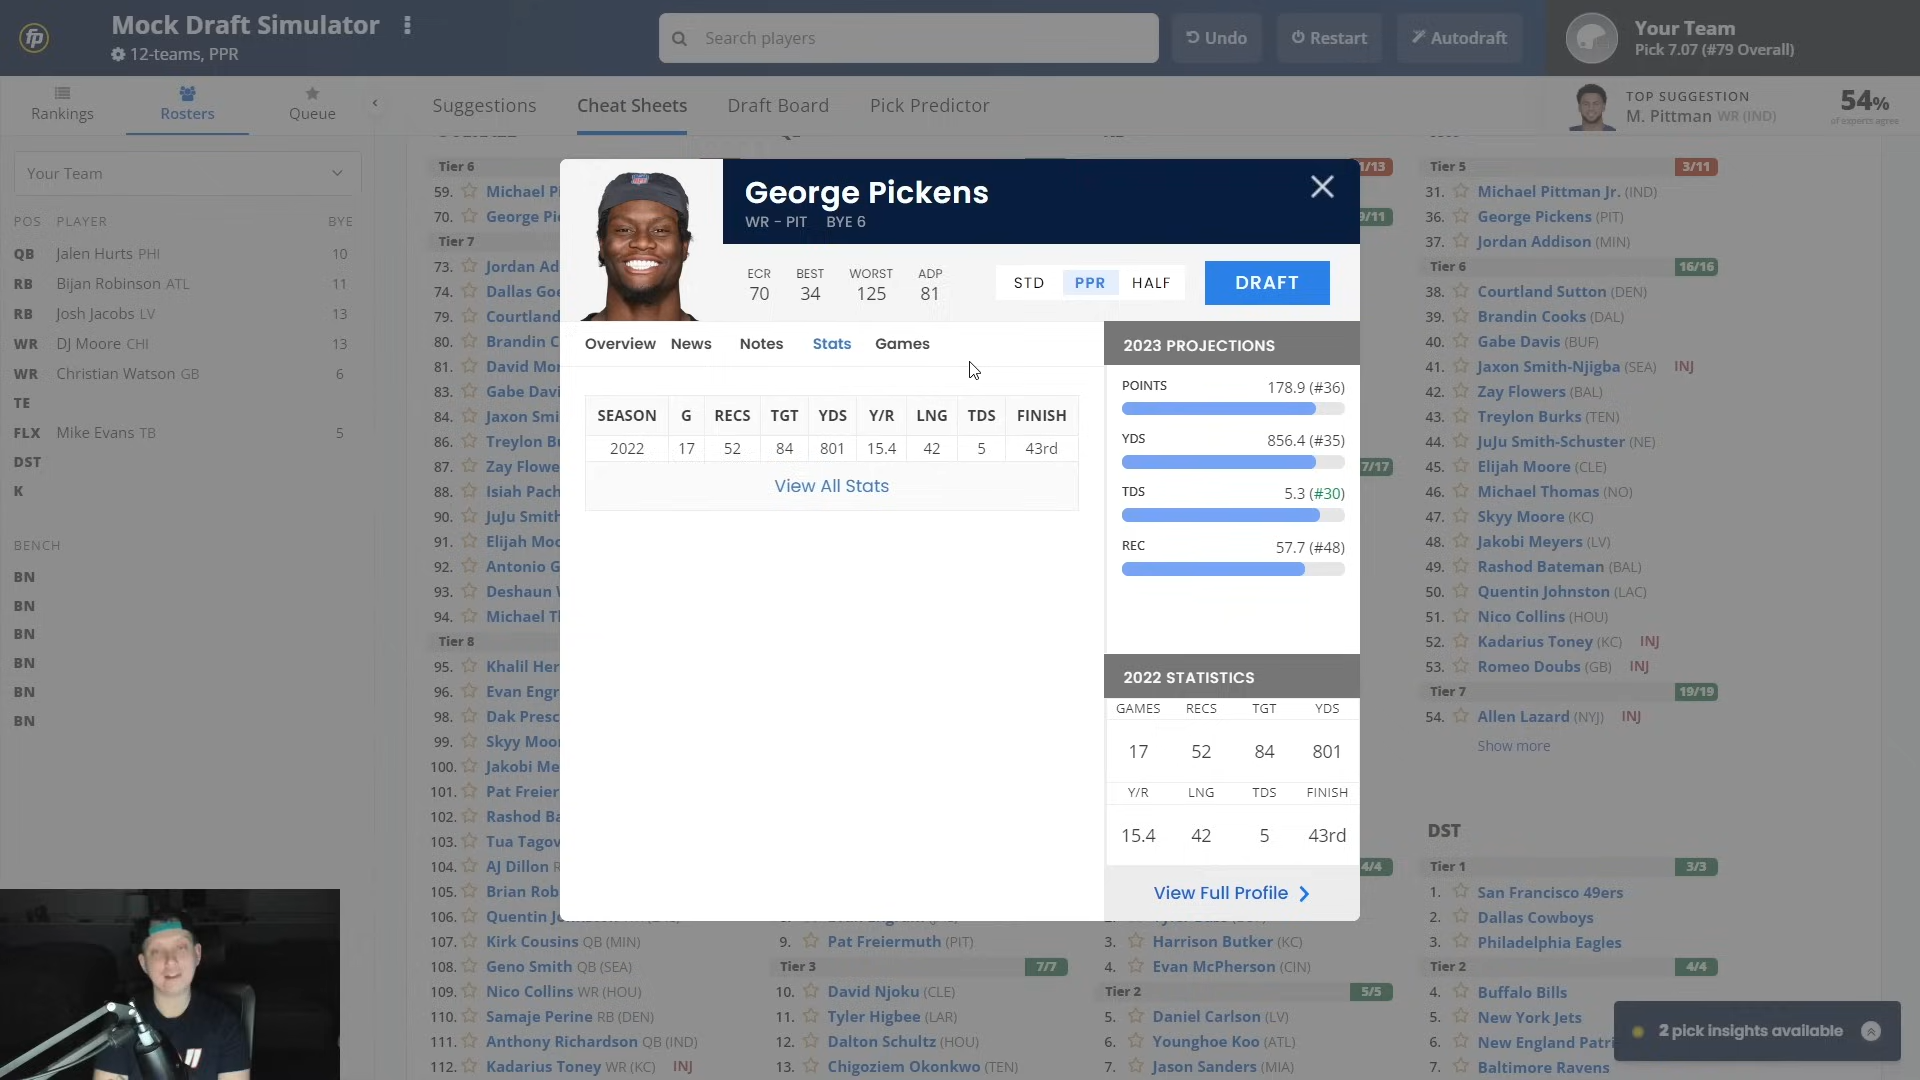 fp
Mock Draft Simulator
12-teams, PPR
Search players
Undo
Restart
Autodraft
Your Team
Pick 7.07 (#79 Overall)
Rankings
Rosters
Queue
Suggestions
Cheat Sheets
Draft Board
Pick Predictor
TOP SUGGESTION
M. Pittman WR (IND)
54%
of experts agree
Your Team
POS PLAYER BYE
QB Jalen Hurts PHI 10
RB Bijan Robinson ATL 11
RB Josh Jacobs LV 13
WR DJ Moore CHI 13
WR Christian Watson GB 6
TE
FLX Mike Evans TB 5
DST
K
BENCH
BN
BN
BN
BN
BN
BN
Tier 6
59. Michael P
70. George Pi
Tier 7
73. Jordan Ad
74. Dallas Goe
79. Courtland
80. Brandin C
81. David Mo
83. Gabe Davi
84. Jaxon Smi
86. Treylon B
87. Zay Flowe
88. Isiah Pach
90. JuJu Smith
91. Elijah Moo
92. Antonio G
93. Deshaun
94. Michael T
Tier 8
95. Khalil Her
96. Evan Engr
98. Dak Presc
99. Skyy Moo
100. Jakobi Me
101. Pat Freier
102. Rashod Ba
103. Tua Tagov
104. AJ Dillon
105. Brian Rob
106. Quentin J
107. Kirk Cousins QB (MIN)
108. Geno Smith QB (SEA)
109. Nico Collins WR (HOU)
110. Samaje Perine RB (DEN)
111. Anthony Richardson QB (IND)
112. Kadarius Toney WR (KC) INJ
George Pickens
WR - PIT BYE 6
ECR BEST WORST ADP
70 34 125 81
STD PPR HALF
DRAFT
Overview News Notes Stats Games
SEASON G RECS TGT YDS Y/R LNG TDS FINISH
2022 17 52 84 801 15.4 42 5 43rd
View All Stats
2023 PROJECTIONS
POINTS 178.9 (#36)
YDS 856.4 (#35)
TDS 5.3 (#30)
REC 57.7 (#48)
2022 STATISTICS
GAMES RECS TGT YDS
17 52 84 801
Y/R LNG TDS FINISH
15.4 42 5 43rd
View Full Profile
9. Pat Freiermuth (PIT)
Tier 3 7/7
10. David Njoku (CLE)
11. Tyler Higbee (LAR)
12. Dalton Schultz (HOU)
13. Chigoziem Okonkwo (TEN)
1/13
9/11
7/17
4/4
3. Harrison Butker (KC)
4. Evan McPherson (CIN)
Tier 2 5/5
5. Daniel Carlson (LV)
6. Younghoe Koo (ATL)
7. Jason Sanders (MIA)
Tier 5 3/11
31. Michael Pittman Jr. (IND)
36. George Pickens (PIT)
37. Jordan Addison (MIN)
Tier 6 16/16
38. Courtland Sutton (DEN)
39. Brandin Cooks (DAL)
40. Gabe Davis (BUF)
41. Jaxon Smith-Njigba (SEA) INJ
42. Zay Flowers (BAL)
43. Treylon Burks (TEN)
44. JuJu Smith-Schuster (NE)
45. Elijah Moore (CLE)
46. Michael Thomas (NO)
47. Skyy Moore (KC)
48. Jakobi Meyers (LV)
49. Rashod Bateman (BAL)
50. Quentin Johnston (LAC)
51. Nico Collins (HOU)
52. Kadarius Toney (KC) INJ
53. Romeo Doubs (GB) INJ
Tier 7 19/19
54. Allen Lazard (NYJ) INJ
Show more
DST
Tier 1 3/3
1. San Francisco 49ers
2. Dallas Cowboys
3. Philadelphia Eagles
Tier 2 4/4
4. Buffalo Bills
5. New York Jets
6. New England Patri
7. Baltimore Ravens
2 pick insights available